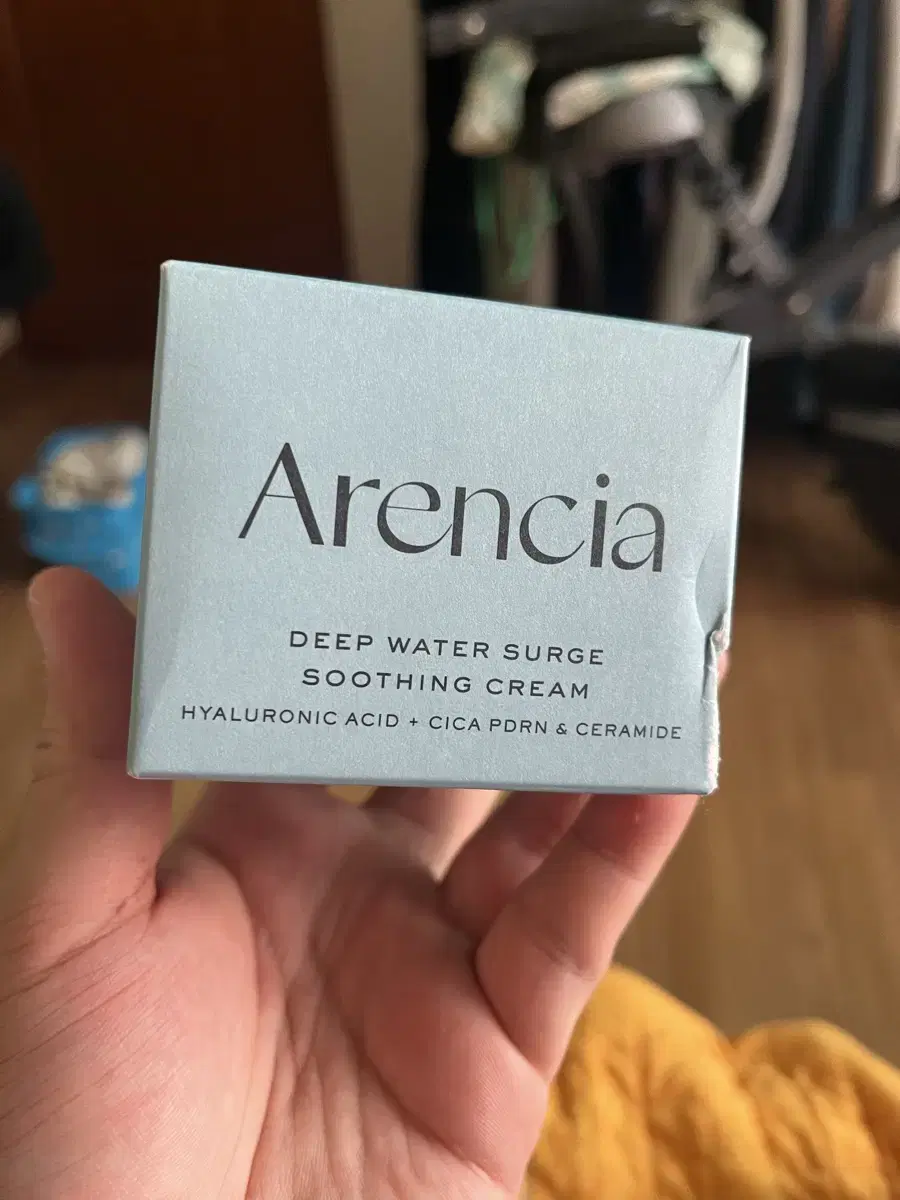 Arencia
DEEP WATER SURGE
SOOTHING CREAM
HYALURONIC ACID + CICA PDRN & CERAMIDE